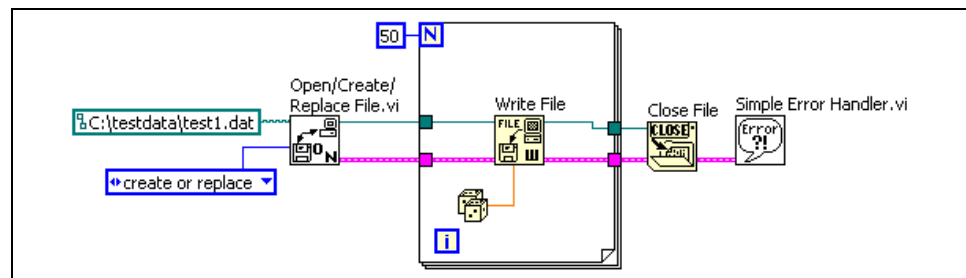 50
N
Open/Create/
Replace File.vi
Write File
Close File
Simple Error Handler.vi
C:\testdata\test1.dat
O
N
FILE
W
CLOSE
Error
?!
create or replace
i